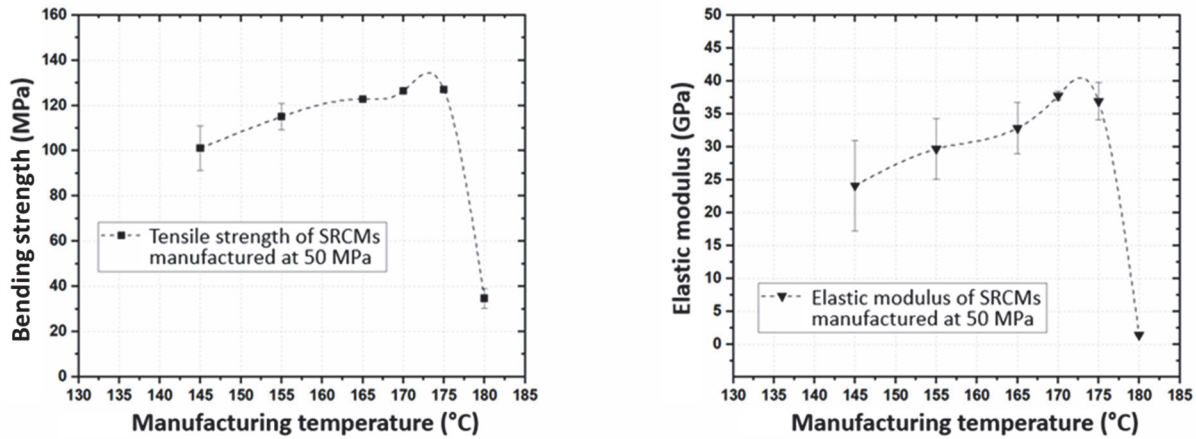 160
140
120
100
80
60
40
20
0
Bending strength (MPa)
Tensile strength of SRCMs
manufactured at 50 MPa
130 135 140 145 150 155 160 165 170 175 180 185
Manufacturing temperature (°C)
50
45
40
35
30
25
20
15
10
5
0
Elastic modulus (GPa)
Elastic modulus of SRCMs
manufactured at 50 MPa
130 135 140 145 150 155 160 165 170 175 180 185
Manufacturing temperature (°C)